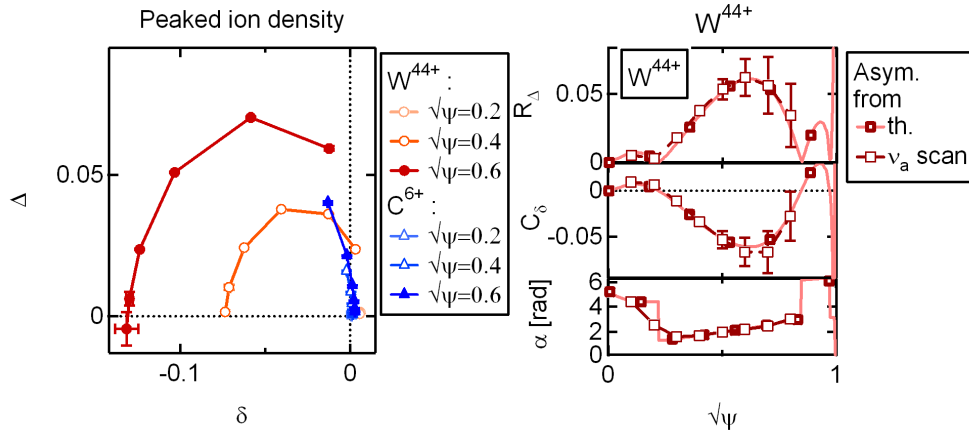 Peaked ion density
0.05
0
Δ
-0.1
0
δ
W44+ :
√ψ=0.2
√ψ=0.4
√ψ=0.6
C6+ :
√ψ=0.2
√ψ=0.4
√ψ=0.6
W44+
W44+
RΔ
0.05
0
Cδ
0
-0.05
α [rad]
6
4
2
0
0
1
√ψ
Asym.
from
th.
νa scan